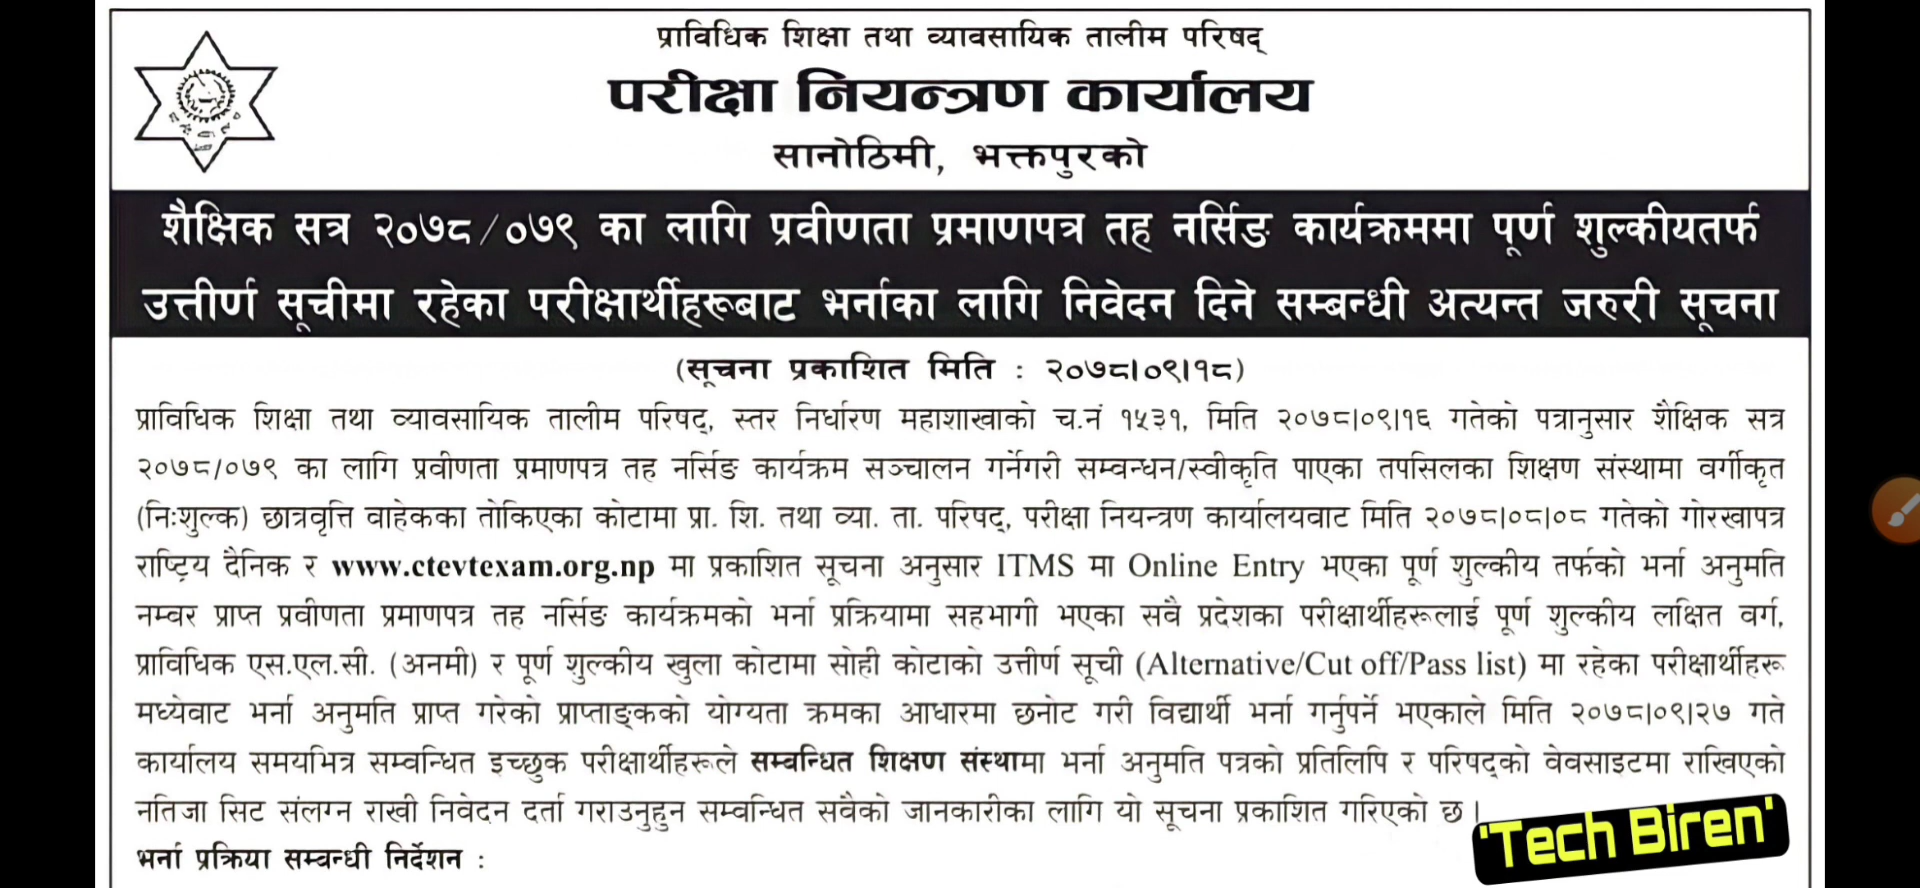 प्राविधिक शिक्षा तथा व्यावसायिक तालीम परिषद्
परीक्षा नियन्त्रण कार्यालय
सानोठिमी, भक्तपुरको
शैक्षिक सत्र २०७८/०७९ का लागि प्रवीणता प्रमाणपत्र तह नर्सिङ कार्यक्रममा पूर्ण शुल्कीयतर्फ
उत्तीर्ण सूचीमा रहेका परीक्षार्थीहरूबाट भर्नाका लागि निवेदन दिने सम्बन्धी अत्यन्त जरुरी सूचना
(सूचना प्रकाशित मिति : २०७८।०९।१८)
प्राविधिक शिक्षा तथा व्यावसायिक तालीम परिषद्, स्तर निर्धारण महाशाखाको च.नं १५३१, मिति २०७८।०९।१६ गतेको पत्रानुसार शैक्षिक सत्र
२०७८/०७९ का लागि प्रवीणता प्रमाणपत्र तह नर्सिङ कार्यक्रम सञ्चालन गर्नेगरी सम्वन्धन/स्वीकृति पाएका तपसिलका शिक्षण संस्थामा वर्गीकृत
(निःशुल्क) छात्रवृत्ति वाहेकका तोकिएका कोटामा प्रा. शि. तथा व्या. ता. परिषद्, परीक्षा नियन्त्रण कार्यालयवाट मिति २०७८।०८।०८ गतेको गोरखापत्र
राष्ट्रिय दैनिक र www.ctevtexam.org.np मा प्रकाशित सूचना अनुसार ITMS मा Online Entry भएका पूर्ण शुल्कीय तर्फको भर्ना अनुमति
नम्वर प्राप्त प्रवीणता प्रमाणपत्र तह नर्सिङ कार्यक्रमको भर्ना प्रक्रियामा सहभागी भएका सवै प्रदेशका परीक्षार्थीहरूलाई पूर्ण शुल्कीय लक्षित वर्ग,
प्राविधिक एस.एल.सी. (अनमी) र पूर्ण शुल्कीय खुला कोटामा सोही कोटाको उत्तीर्ण सूची (Alternative/Cut off/Pass list) मा रहेका परीक्षार्थीहरू
मध्येवाट भर्ना अनुमति प्राप्त गरेको प्राप्ताङ्कको योग्यता क्रमका आधारमा छनोट गरी विद्यार्थी भर्ना गर्नुपर्ने भएकाले मिति २०७८।०९।२७ गते
कार्यालय समयभित्र सम्वन्धित इच्छुक परीक्षार्थीहरूले सम्वन्धित शिक्षण संस्थामा भर्ना अनुमति पत्रको प्रतिलिपि र परिषद्को वेवसाइटमा राखिएको
नतिजा सिट संलग्न राखी निवेदन दर्ता गराउनुहुन सम्वन्धित सवैको जानकारीका लागि यो सूचना प्रकाशित गरिएको छ ।
'Tech Biren'
भर्ना प्रक्रिया सम्वन्धी निर्देशन :